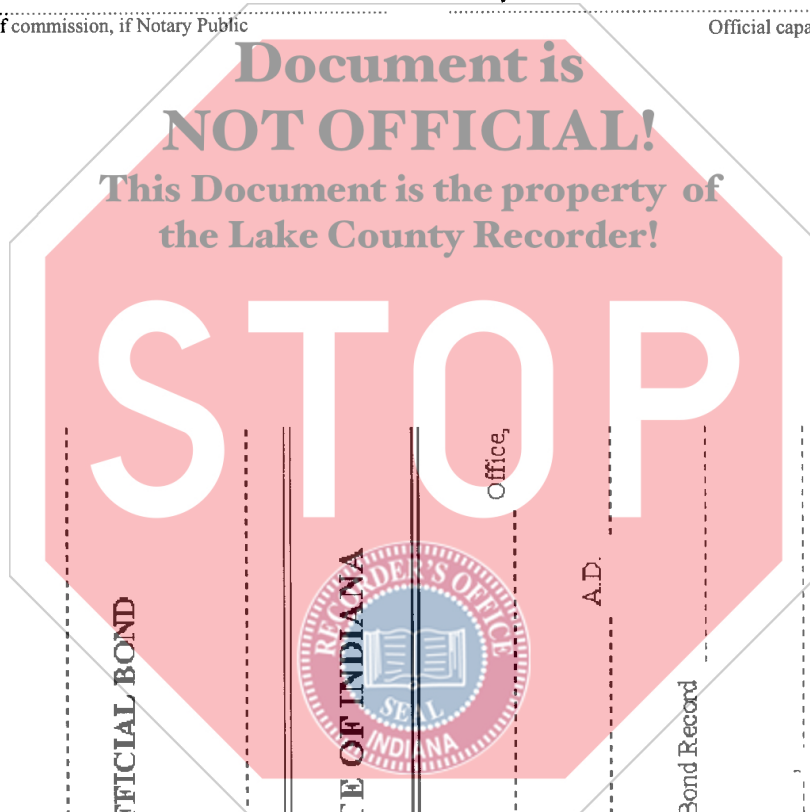 f commission, if Notary Public
Official capa
Document is
NOT OFFICIAL!
This Document is the property of
the Lake County Recorder!
STOP
FFICIAL BOND
E OF INDIANA
Office,
A.D.
Bond Record
RECORDER'S OFFICE
SEAL
INDIANA